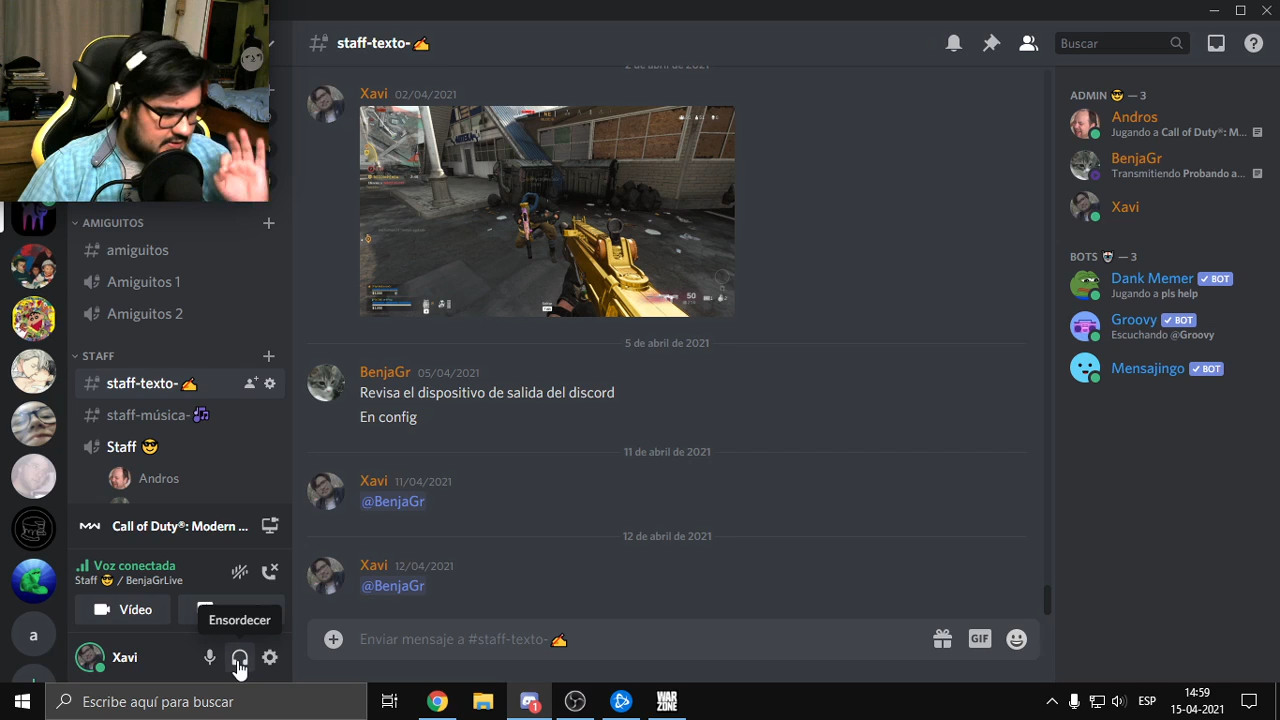 staff-texto-✍
Buscar
2 de abril de 2021
Xavi 02/04/2021
5 de abril de 2021
BenjaGr 05/04/2021
Revisa el dispositivo de salida del discord
En config
11 de abril de 2021
Xavi 11/04/2021
@BenjaGr
12 de abril de 2021
Xavi 12/04/2021
@BenjaGr
Enviar mensaje a #staff-texto-✍
GIF
AMIGUITOS
amiguitos
Amiguitos 1
Amiguitos 2
STAFF
staff-texto-✍
staff-música-🎶
Staff 😎
Andros
MW Call of Duty®: Modern ...
Voz conectada
Staff 😎 / BenjaGrLive
Vídeo
Ensordecer
Xavi
a
ADMIN 😎 — 3
Andros
Jugando a Call of Duty®: M...
BenjaGr
Transmitiendo Probando a...
Xavi
BOTS — 3
Dank Memer ✓ BOT
Jugando a pls help
Groovy ✓ BOT
Escuchando @Groovy
Mensajingo ✓ BOT
Escribe aquí para buscar
1
WAR
ZONE
ESP
14:59
15-04-2021